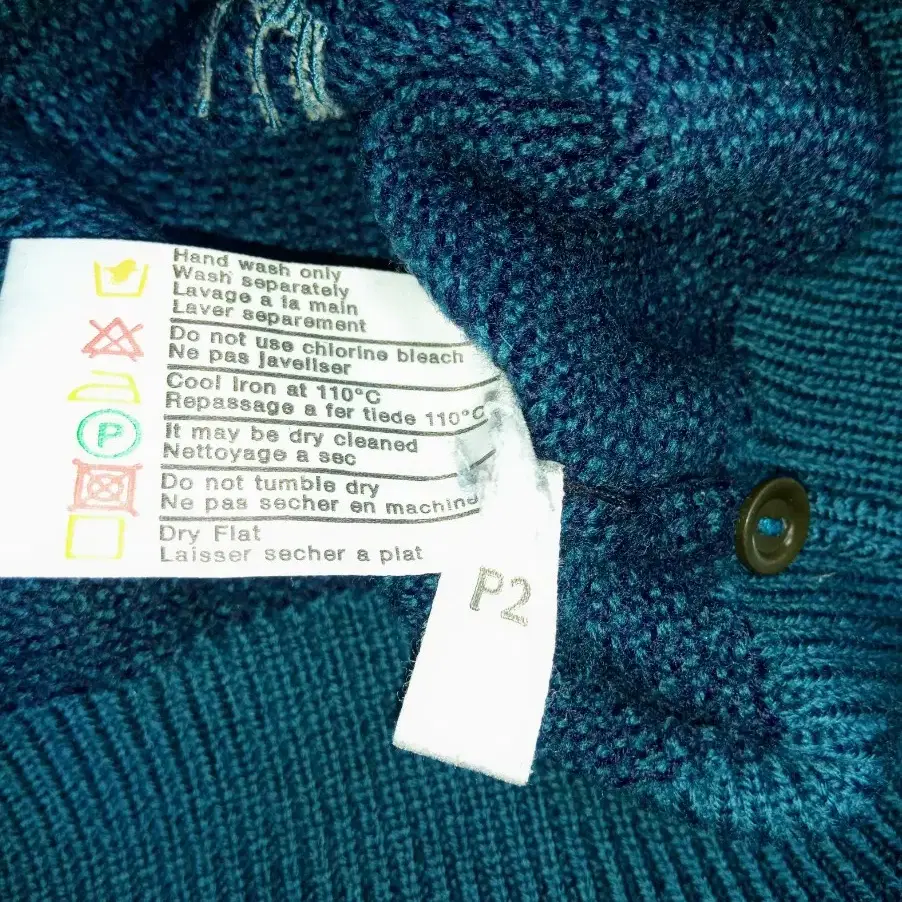 Hand wash only
Wash separately
Lavage a la main
Laver separement
Do not use chlorine bleach
Ne pas javeliser
Cool iron at 110°C
Repassage a fer tiede 110°C
P
It may be dry cleaned
Nettoyage a sec
Do not tumble dry
Ne pas secher en machine
Dry Flat
Laisser secher a plat
P2